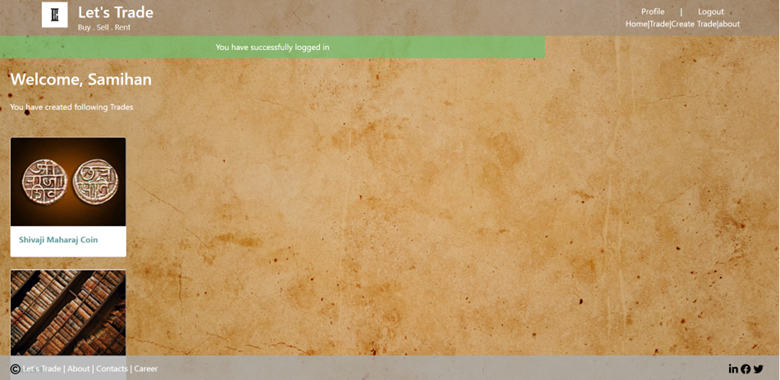 Let's Trade
Buy . Sell . Rent
Profile | Logout
Home|Trade|Create Trade|about
You have successfully logged in
Welcome, Samihan
You have created following Trades
Shivaji Maharaj Coin
© Let's Trade | About | Contacts | Career